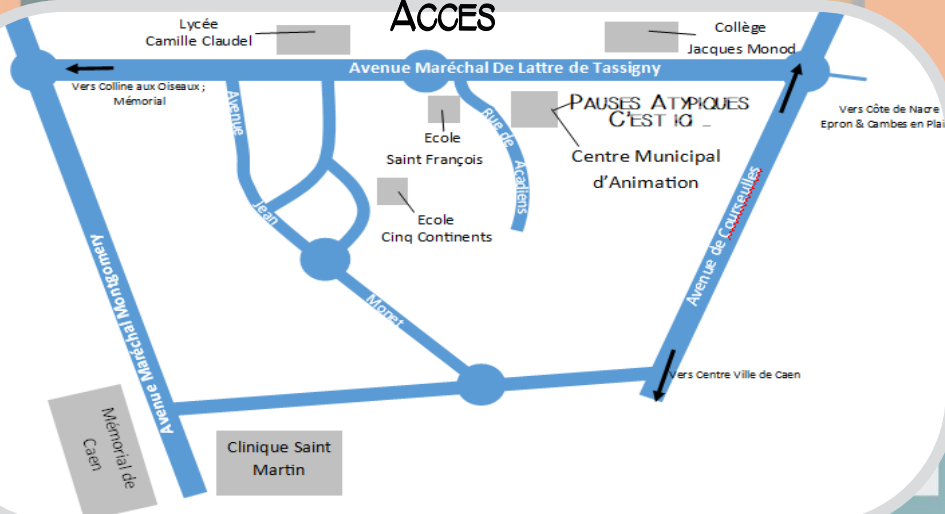 ACCES
Lycée
Camille Claudel
Collège
Jacques Monod
Avenue Maréchal De Lattre de Tassigny
Vers Colline aux Oiseaux ;
Mémorial
Avenue
Jean
Monet
Ecole
Saint François
Rue de Acadiens
PAUSES ATYPIQUES
C'EST ICI ...
Centre Municipal
d'Animation
Vers Côte de Nacre
Epron & Cambes en Plai
Ecole
Cinq Continents
Avenue de Courseulles
Avenue Maréchal Montgomery
Vers Centre Ville de Caen
Mémorial de
Caen
Clinique Saint
Martin